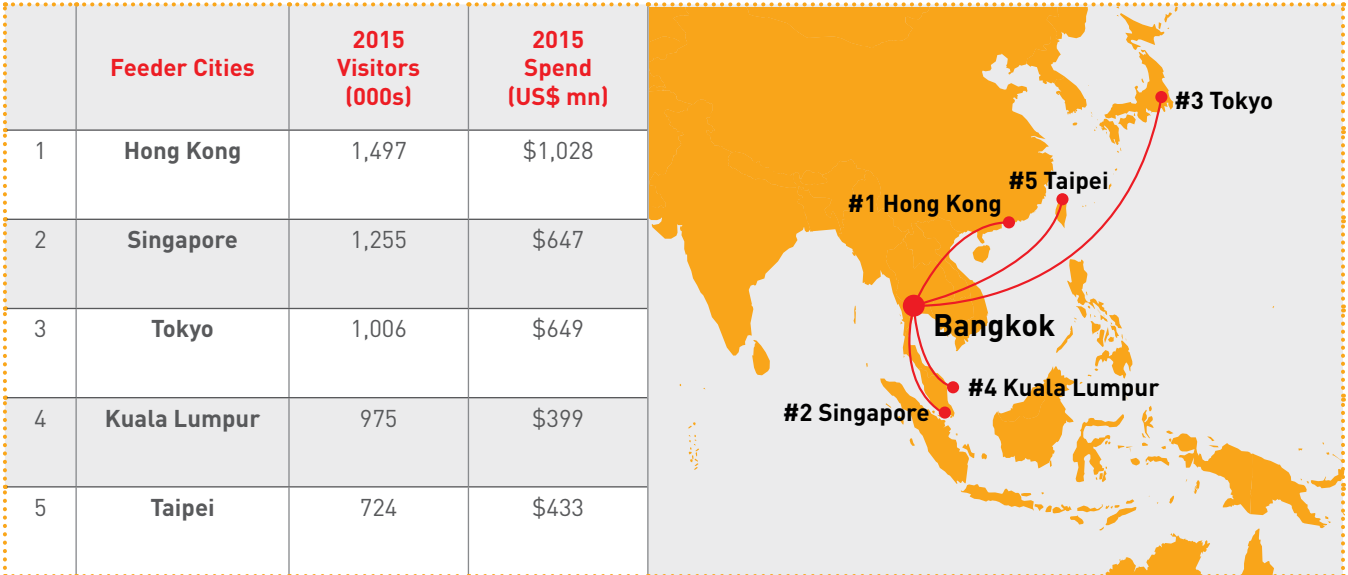 Feeder Cities
2015
Visitors
(000s)
2015
Spend
(US$ mn)
1 Hong Kong 1,497 $1,028
2 Singapore 1,255 $647
3 Tokyo 1,006 $649
4 Kuala Lumpur 975 $399
5 Taipei 724 $433
#3 Tokyo
#5 Taipei
#1 Hong Kong
Bangkok
#4 Kuala Lumpur
#2 Singapore